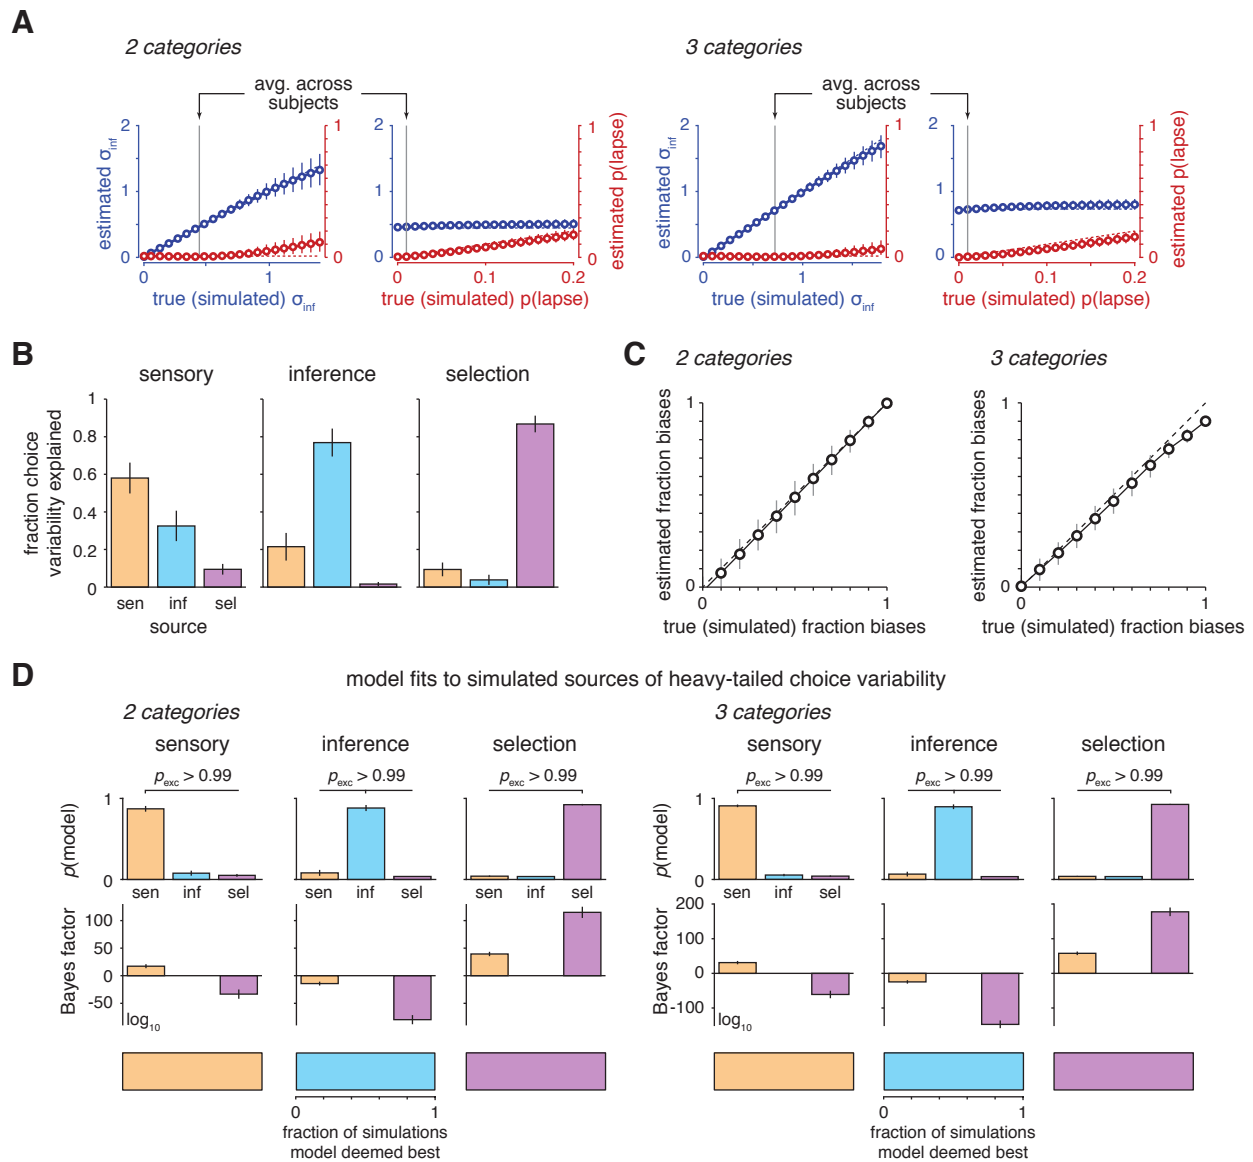 A
2 categories
avg. across
subjects
estimated σinf
2
1
0
0
1
true (simulated) σinf
1
0
2
1
0
0
0.1
0.2
true (simulated) p(lapse)
1
0
estimated p(lapse)
3 categories
avg. across
subjects
estimated σinf
2
1
0
0
1
true (simulated) σinf
1
0
2
1
0
0
0.1
0.2
true (simulated) p(lapse)
1
0
estimated p(lapse)
B
sensory
inference
selection
fraction choice
variability explained
1
0.8
0.6
0.4
0.2
0
sen inf sel
source
C
2 categories
estimated fraction biases
1
0
0
1
true (simulated) fraction biases
3 categories
estimated fraction biases
1
0
0
1
true (simulated) fraction biases
D
model fits to simulated sources of heavy-tailed choice variability
2 categories
sensory
inference
selection
pexc > 0.99
pexc > 0.99
pexc > 0.99
p(model)
1
0
sen inf sel
sen inf sel
sen inf sel
Bayes factor
100
50
0
-50
log10
0
1
fraction of simulations
model deemed best
3 categories
sensory
inference
selection
pexc > 0.99
pexc > 0.99
pexc > 0.99
p(model)
1
0
sen inf sel
sen inf sel
sen inf sel
Bayes factor
200
100
0
-100
log10
0
1
fraction of simulations
model deemed best